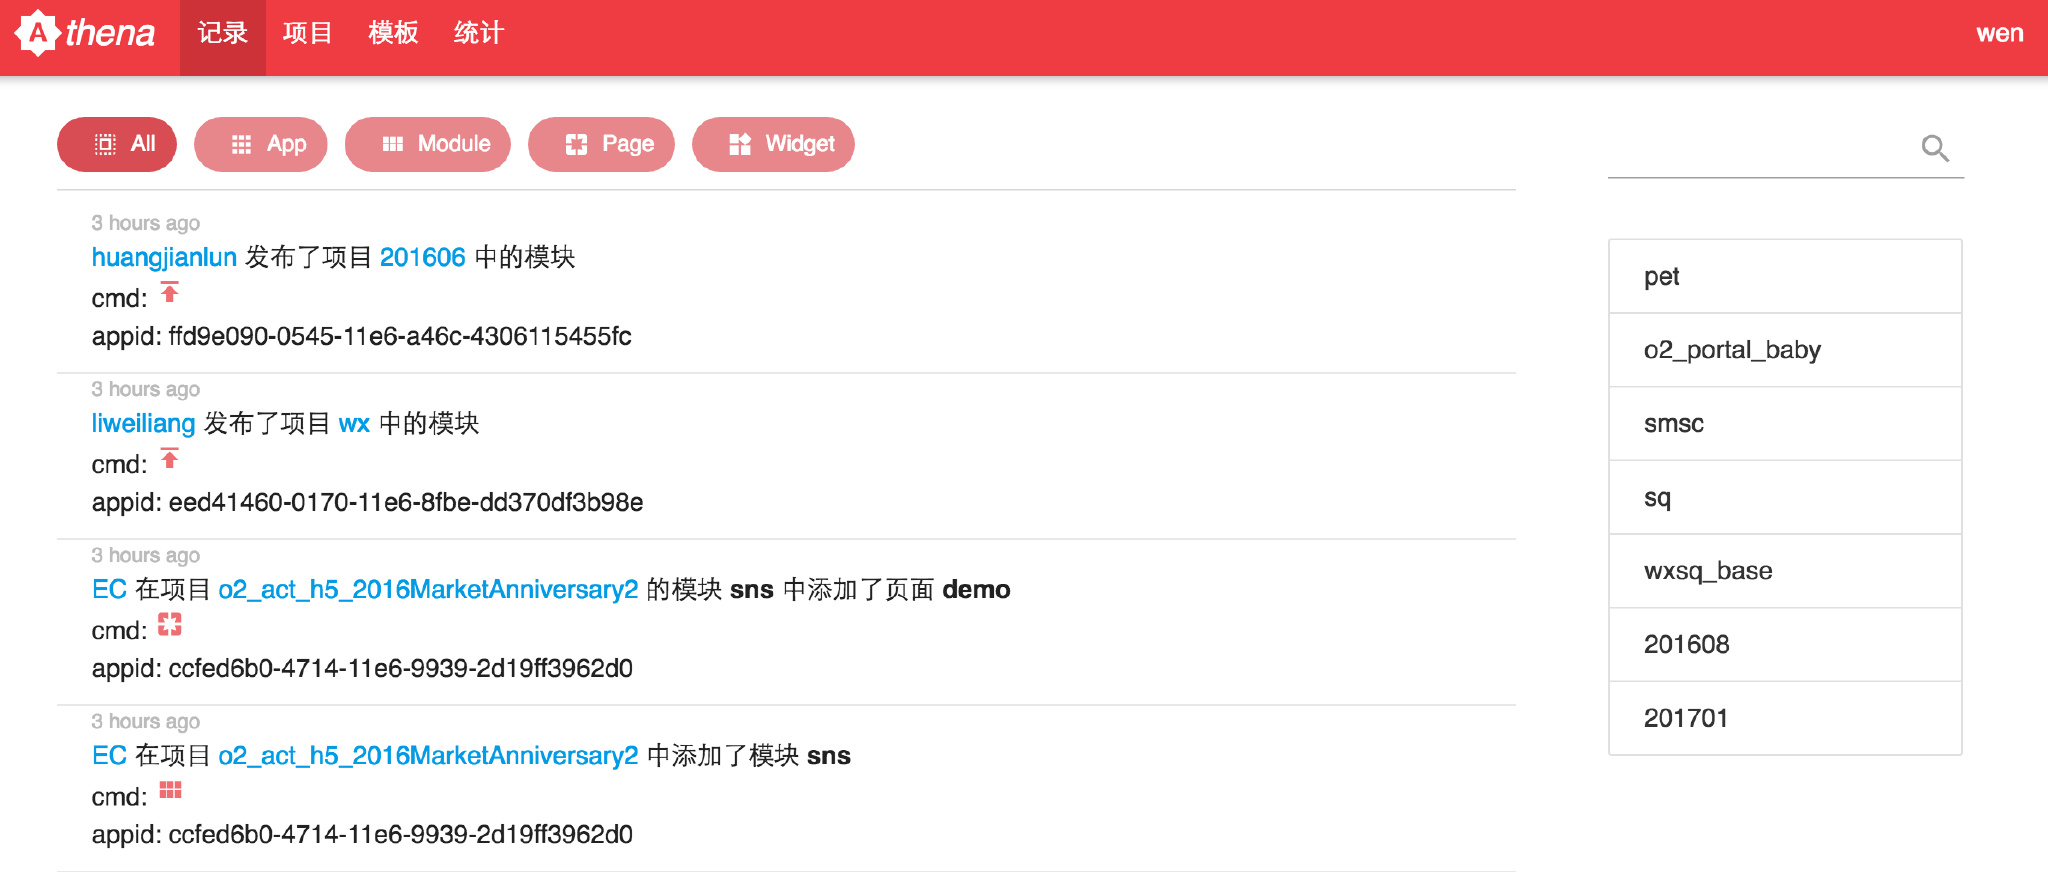 Athena 记录 项目 模板 统计 wen
All App Module Page Widget
3 hours ago
huangjianlun 发布了项目 201606 中的模块
cmd:
appid: ffd9e090-0545-11e6-a46c-4306115455fc
3 hours ago
liweiliang 发布了项目 wx 中的模块
cmd:
appid: eed41460-0170-11e6-8fbe-dd370df3b98e
3 hours ago
EC 在项目 o2_act_h5_2016MarketAnniversary2 的模块 sns 中添加了页面 demo
cmd:
appid: ccfed6b0-4714-11e6-9939-2d19ff3962d0
3 hours ago
EC 在项目 o2_act_h5_2016MarketAnniversary2 中添加了模块 sns
cmd:
appid: ccfed6b0-4714-11e6-9939-2d19ff3962d0
pet
o2_portal_baby
smsc
sq
wxsq_base
201608
201701